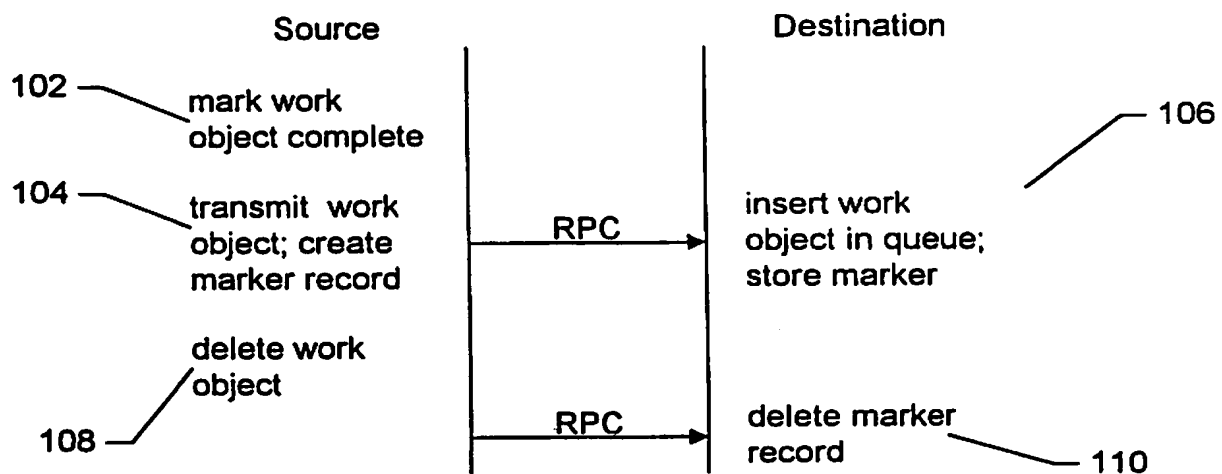 Source
Destination
102
mark work
object complete
106
104
transmit work
object; create
marker record
RPC
insert work
object in queue;
store marker
delete work
object
108
RPC
delete marker
record
110